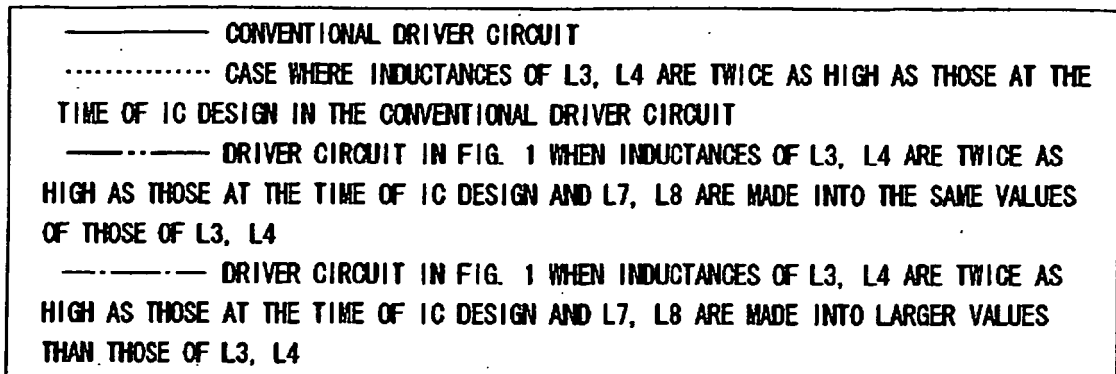 CONVENTIONAL DRIVER CIRCUIT
CASE WHERE INDUCTANCES OF L3, L4 ARE TWICE AS HIGH AS THOSE AT THE
TIME OF IC DESIGN IN THE CONVENTIONAL DRIVER CIRCUIT
DRIVER CIRCUIT IN FIG. 1 WHEN INDUCTANCES OF L3, L4 ARE TWICE AS
HIGH AS THOSE AT THE TIME OF IC DESIGN AND L7, L8 ARE MADE INTO THE SAME VALUES
OF THOSE OF L3, L4
DRIVER CIRCUIT IN FIG. 1 WHEN INDUCTANCES OF L3, L4 ARE TWICE AS
HIGH AS THOSE AT THE TIME OF IC DESIGN AND L7, L8 ARE MADE INTO LARGER VALUES
THAN THOSE OF L3, L4